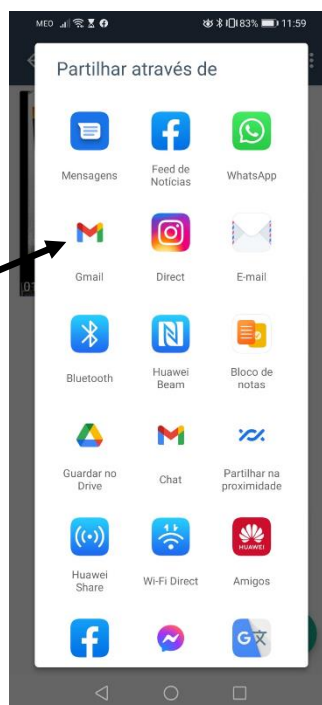 MEO 83% 11:59
Partilhar através de
Mensagens
Feed de
Notícias
WhatsApp
Gmail
Direct
E-mail
Bluetooth
Huawei
Beam
Bloco de
notas
Guardar no
Drive
Chat
Partilhar na
proximidade
Huawei
Share
Wi-Fi Direct
HUAWEI
Amigos